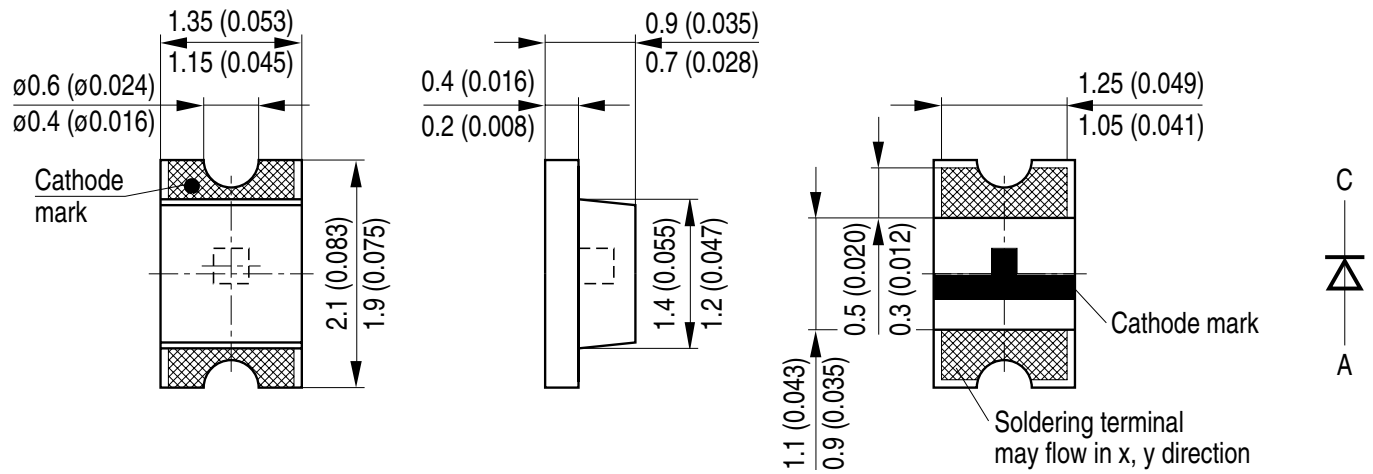 1.35 (0.053)
1.15 (0.045)
ø0.6 (ø0.024)
ø0.4 (ø0.016)
Cathode
mark
2.1 (0.083)
1.9 (0.075)
0.9 (0.035)
0.7 (0.028)
0.4 (0.016)
0.2 (0.008)
1.4 (0.055)
1.2 (0.047)
1.25 (0.049)
1.05 (0.041)
0.5 (0.020)
0.3 (0.012)
1.1 (0.043)
0.9 (0.035)
Cathode mark
Soldering terminal
may flow in x, y direction
C
A